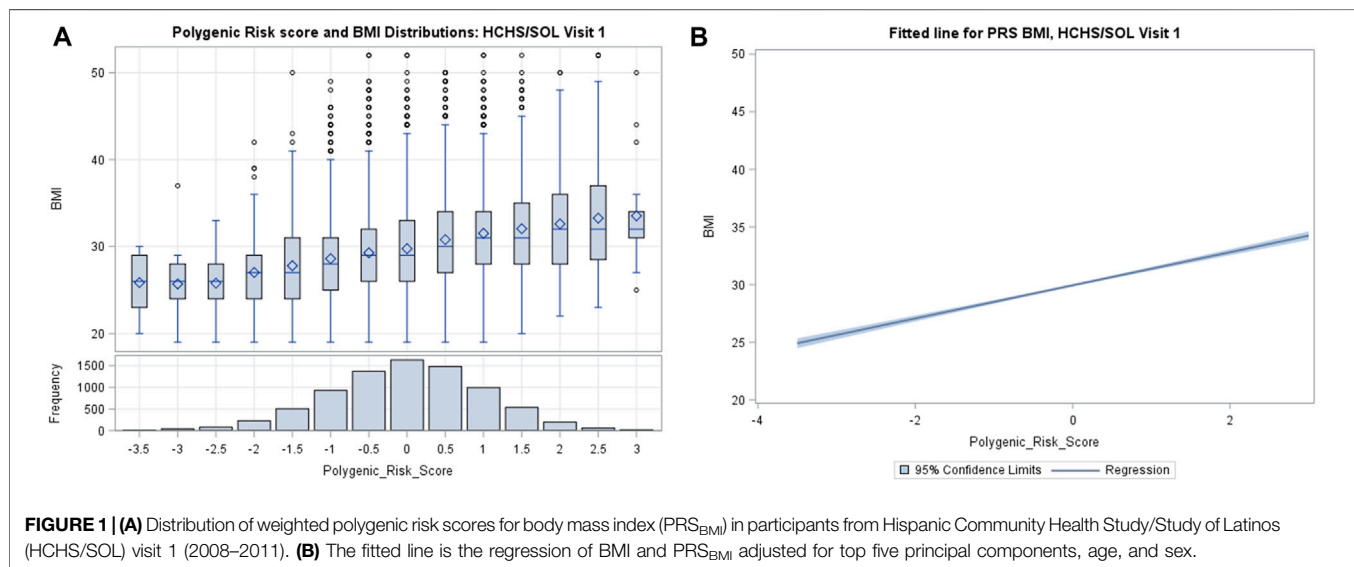 A
Polygenic Risk score and BMI Distributions: HCHS/SOL Visit 1
50
40
30
20
BMI
1500
1000
500
0
Frequency
-3.5 -3 -2.5 -2 -1.5 -1 -0.5 0 0.5 1 1.5 2 2.5 3
Polygenic_Risk_Score
B
Fitted line for PRS BMI, HCHS/SOL Visit 1
50
45
40
35
30
25
20
BMI
-4 -2 0 2
Polygenic_Risk_Score
95% Confidence Limits Regression
FIGURE 1 | (A) Distribution of weighted polygenic risk scores for body mass index (PRS_BMI) in participants from Hispanic Community Health Study/Study of Latinos
(HCHS/SOL) visit 1 (2008–2011). (B) The fitted line is the regression of BMI and PRS_BMI adjusted for top five principal components, age, and sex.